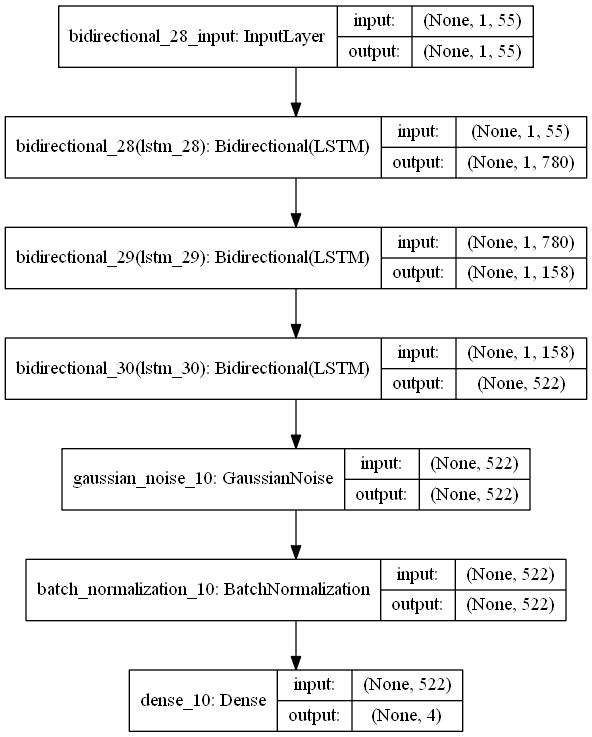 bidirectional_28_input: InputLayer
input: (None, 1, 55)
output: (None, 1, 55)
bidirectional_28(lstm_28): Bidirectional(LSTM)
input: (None, 1, 55)
output: (None, 1, 780)
bidirectional_29(lstm_29): Bidirectional(LSTM)
input: (None, 1, 780)
output: (None, 1, 158)
bidirectional_30(lstm_30): Bidirectional(LSTM)
input: (None, 1, 158)
output: (None, 522)
gaussian_noise_10: GaussianNoise
input: (None, 522)
output: (None, 522)
batch_normalization_10: BatchNormalization
input: (None, 522)
output: (None, 522)
dense_10: Dense
input: (None, 522)
output: (None, 4)